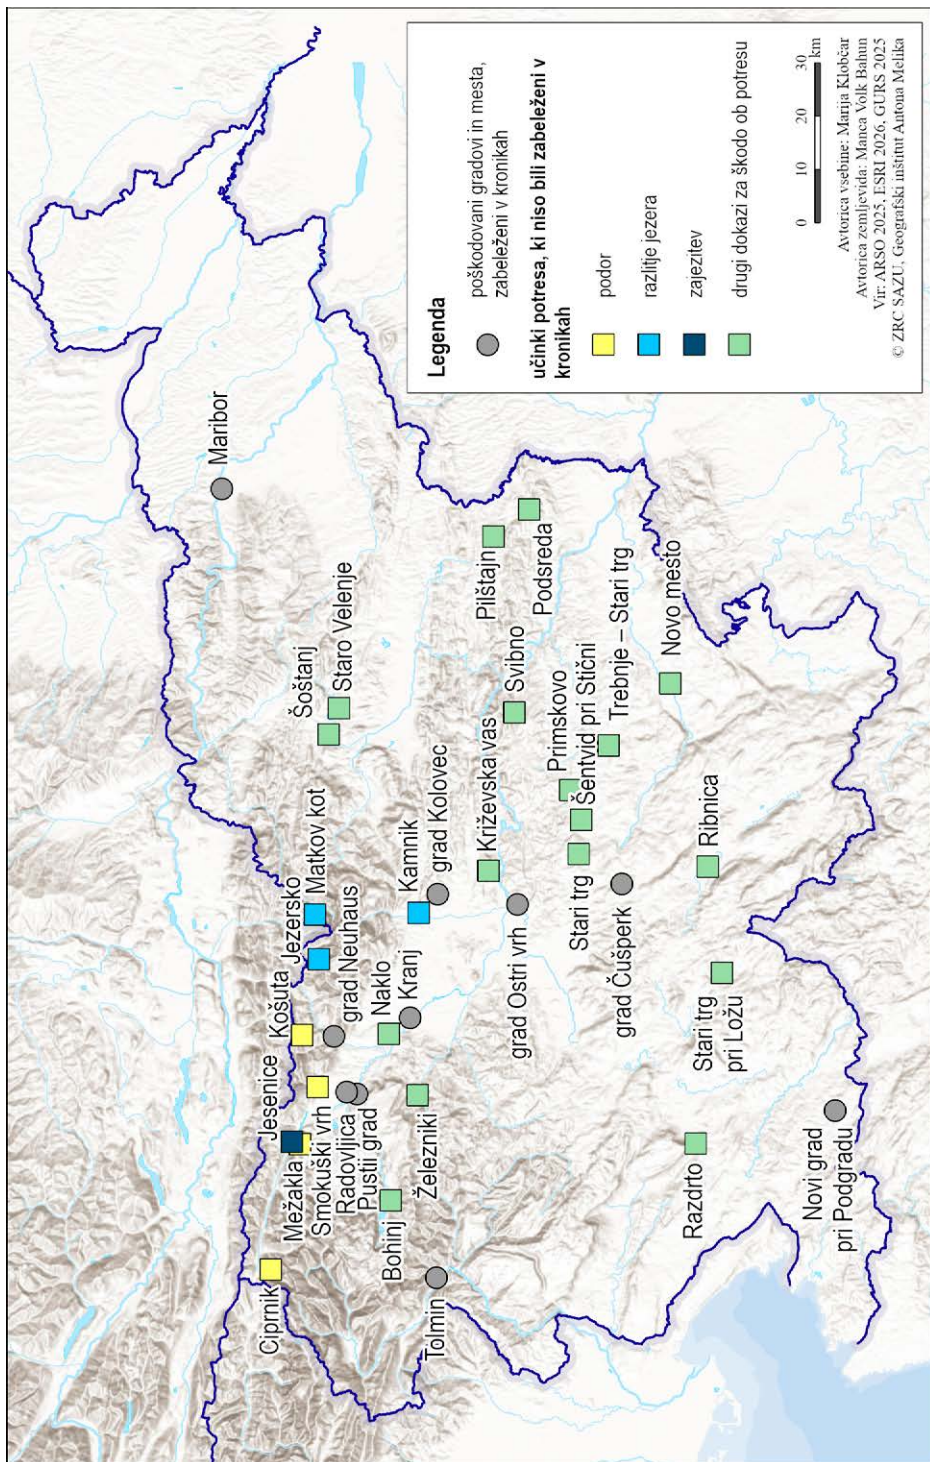 Maribor
Šoštanj
Staro Velenje
Matkov kot
Jezersko
grad Neuhaus
Košuta
Jesenice
Mežakla
Smokuški vrh
Radovljica
Pustii grad
Ciprnik
Bohinj
Železniki
Naklo
Kranj
Kamnik
grad Kolovec
Tolmin
Križevska vas
Svibno
Pilštajn
Podsreda
grad Ostri vrh
Primskovo
Šentvid pri Stični
Stari trg
Trebnje – Stari trg
grad Čušperk
Novo mesto
Ribnica
Stari trg
pri Ložu
Razdrto
Novi grad
pri Podgradu
Legenda
poškodovani gradovi in mesta,
zabeleženi v kronikah
učinki potresa, ki niso bili zabeleženi v
kronikah
podor
razlitje jezera
zajezitev
drugi dokazi za škodo ob potresu
0 10 20 30
km
Avtorica vsebine: Marija Klobčar
Avtorica zemljevida: Manca Volk Bahun
Vir: ARSO 2025, ESRI 2026, GURS 2025
© ZRC SAZU, Geografski inštitut Antona Melika